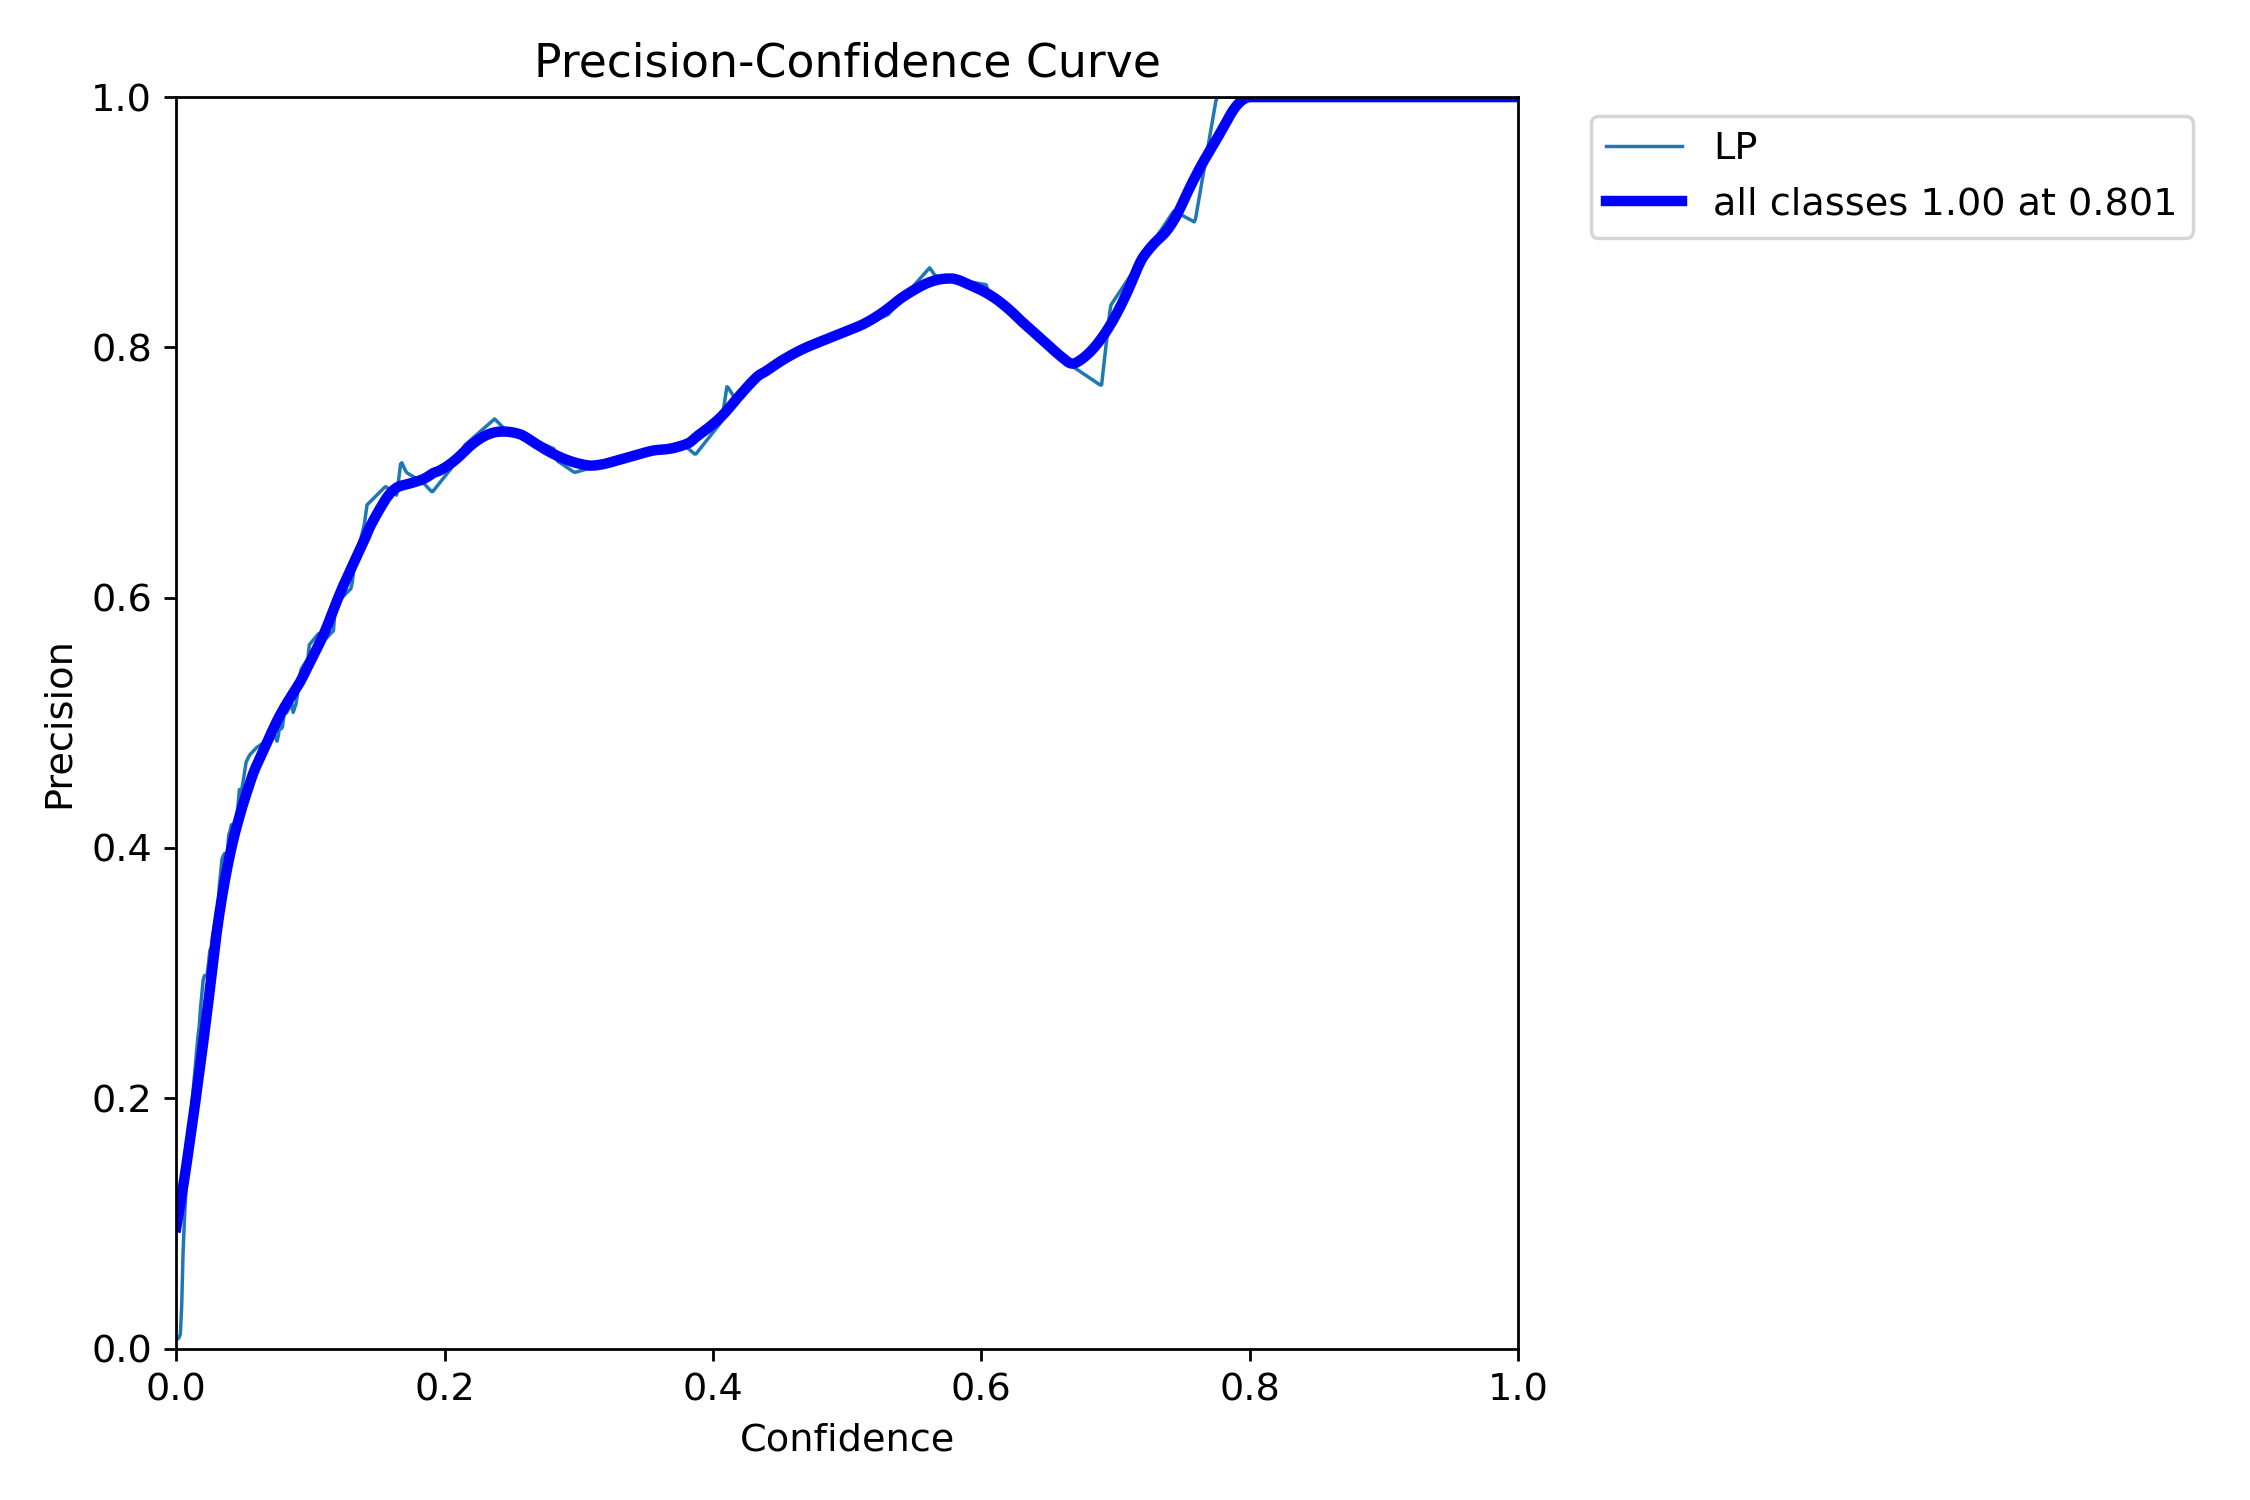 Precision-Confidence Curve
1.0
0.8
0.6
0.4
0.2
0.0
Precision
0.0 0.2 0.4 0.6 0.8 1.0
Confidence
LP
all classes 1.00 at 0.801